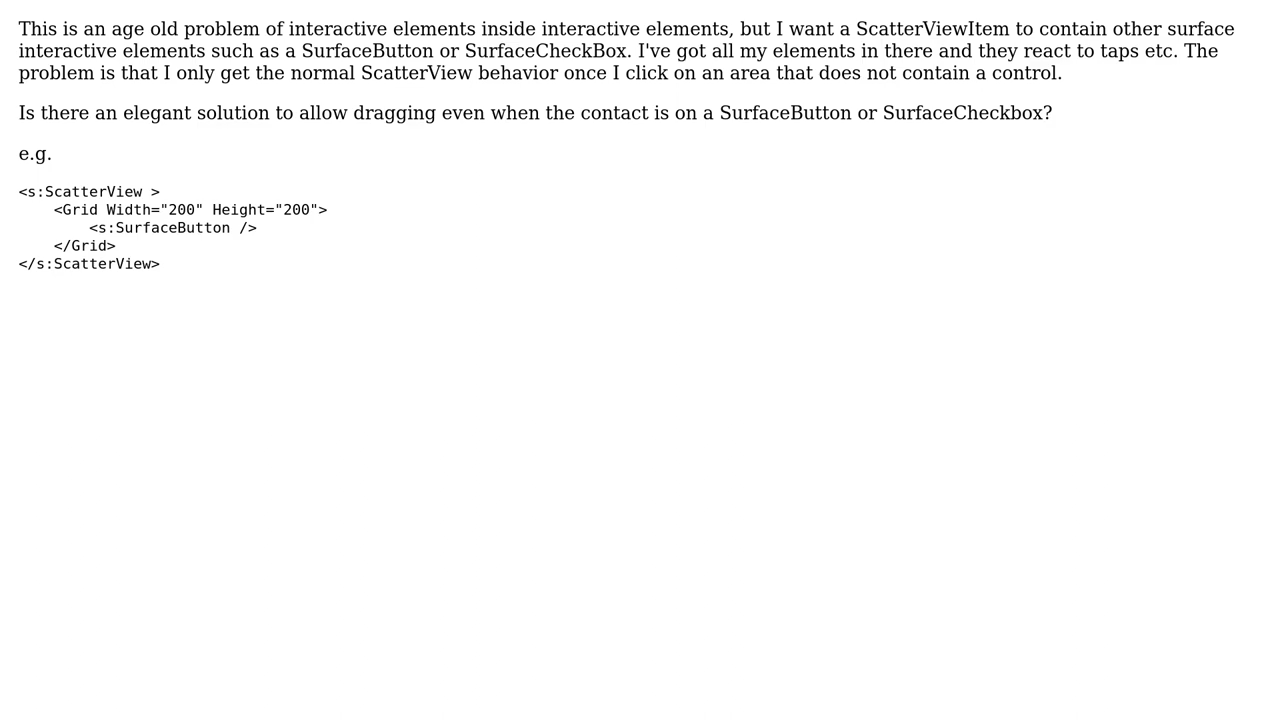 This is an age old problem of interactive elements inside interactive elements, but I want a ScatterViewItem to contain other surface
interactive elements such as a SurfaceButton or SurfaceCheckBox. I've got all my elements in there and they react to taps etc. The
problem is that I only get the normal ScatterView behavior once I click on an area that does not contain a control.
Is there an elegant solution to allow dragging even when the contact is on a SurfaceButton or SurfaceCheckbox?
e.g.
<s:ScatterView >
    <Grid Width="200" Height="200">
        <s:SurfaceButton />
    </Grid>
</s:ScatterView>